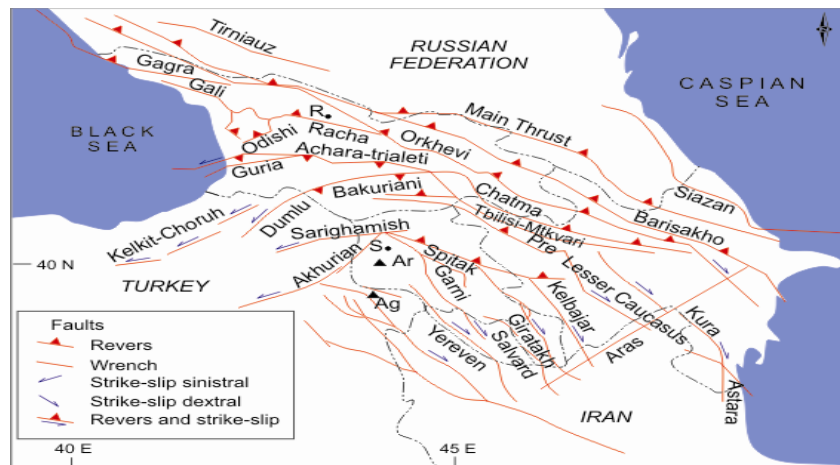 Tirniauz
RUSSIAN
FEDERATION
Gagra
Gali
CASPIAN
SEA
BLACK
SEA
R.
Main Thrust
Odishi
Racha
Orkhevi
Achara-trialeti
Guria
Siazan
Bakuriani
Chatma
Dumlu
Tbilisi-Mtkvari
Barisakho
Kelkit-Choruh
Sarighamish
Pre Lesser Caucasus
S
40 N
Akhurian
Ar
Spitak
TURKEY
Garni
Kelbajar
Ag
Kura
Giratakh
Yereven
Salvard
Aras
Astara
IRAN
Faults
Revers
Wrench
Strike-slip sinistral
Strike-slip dextral
Revers and strike-slip
40 E
45 E